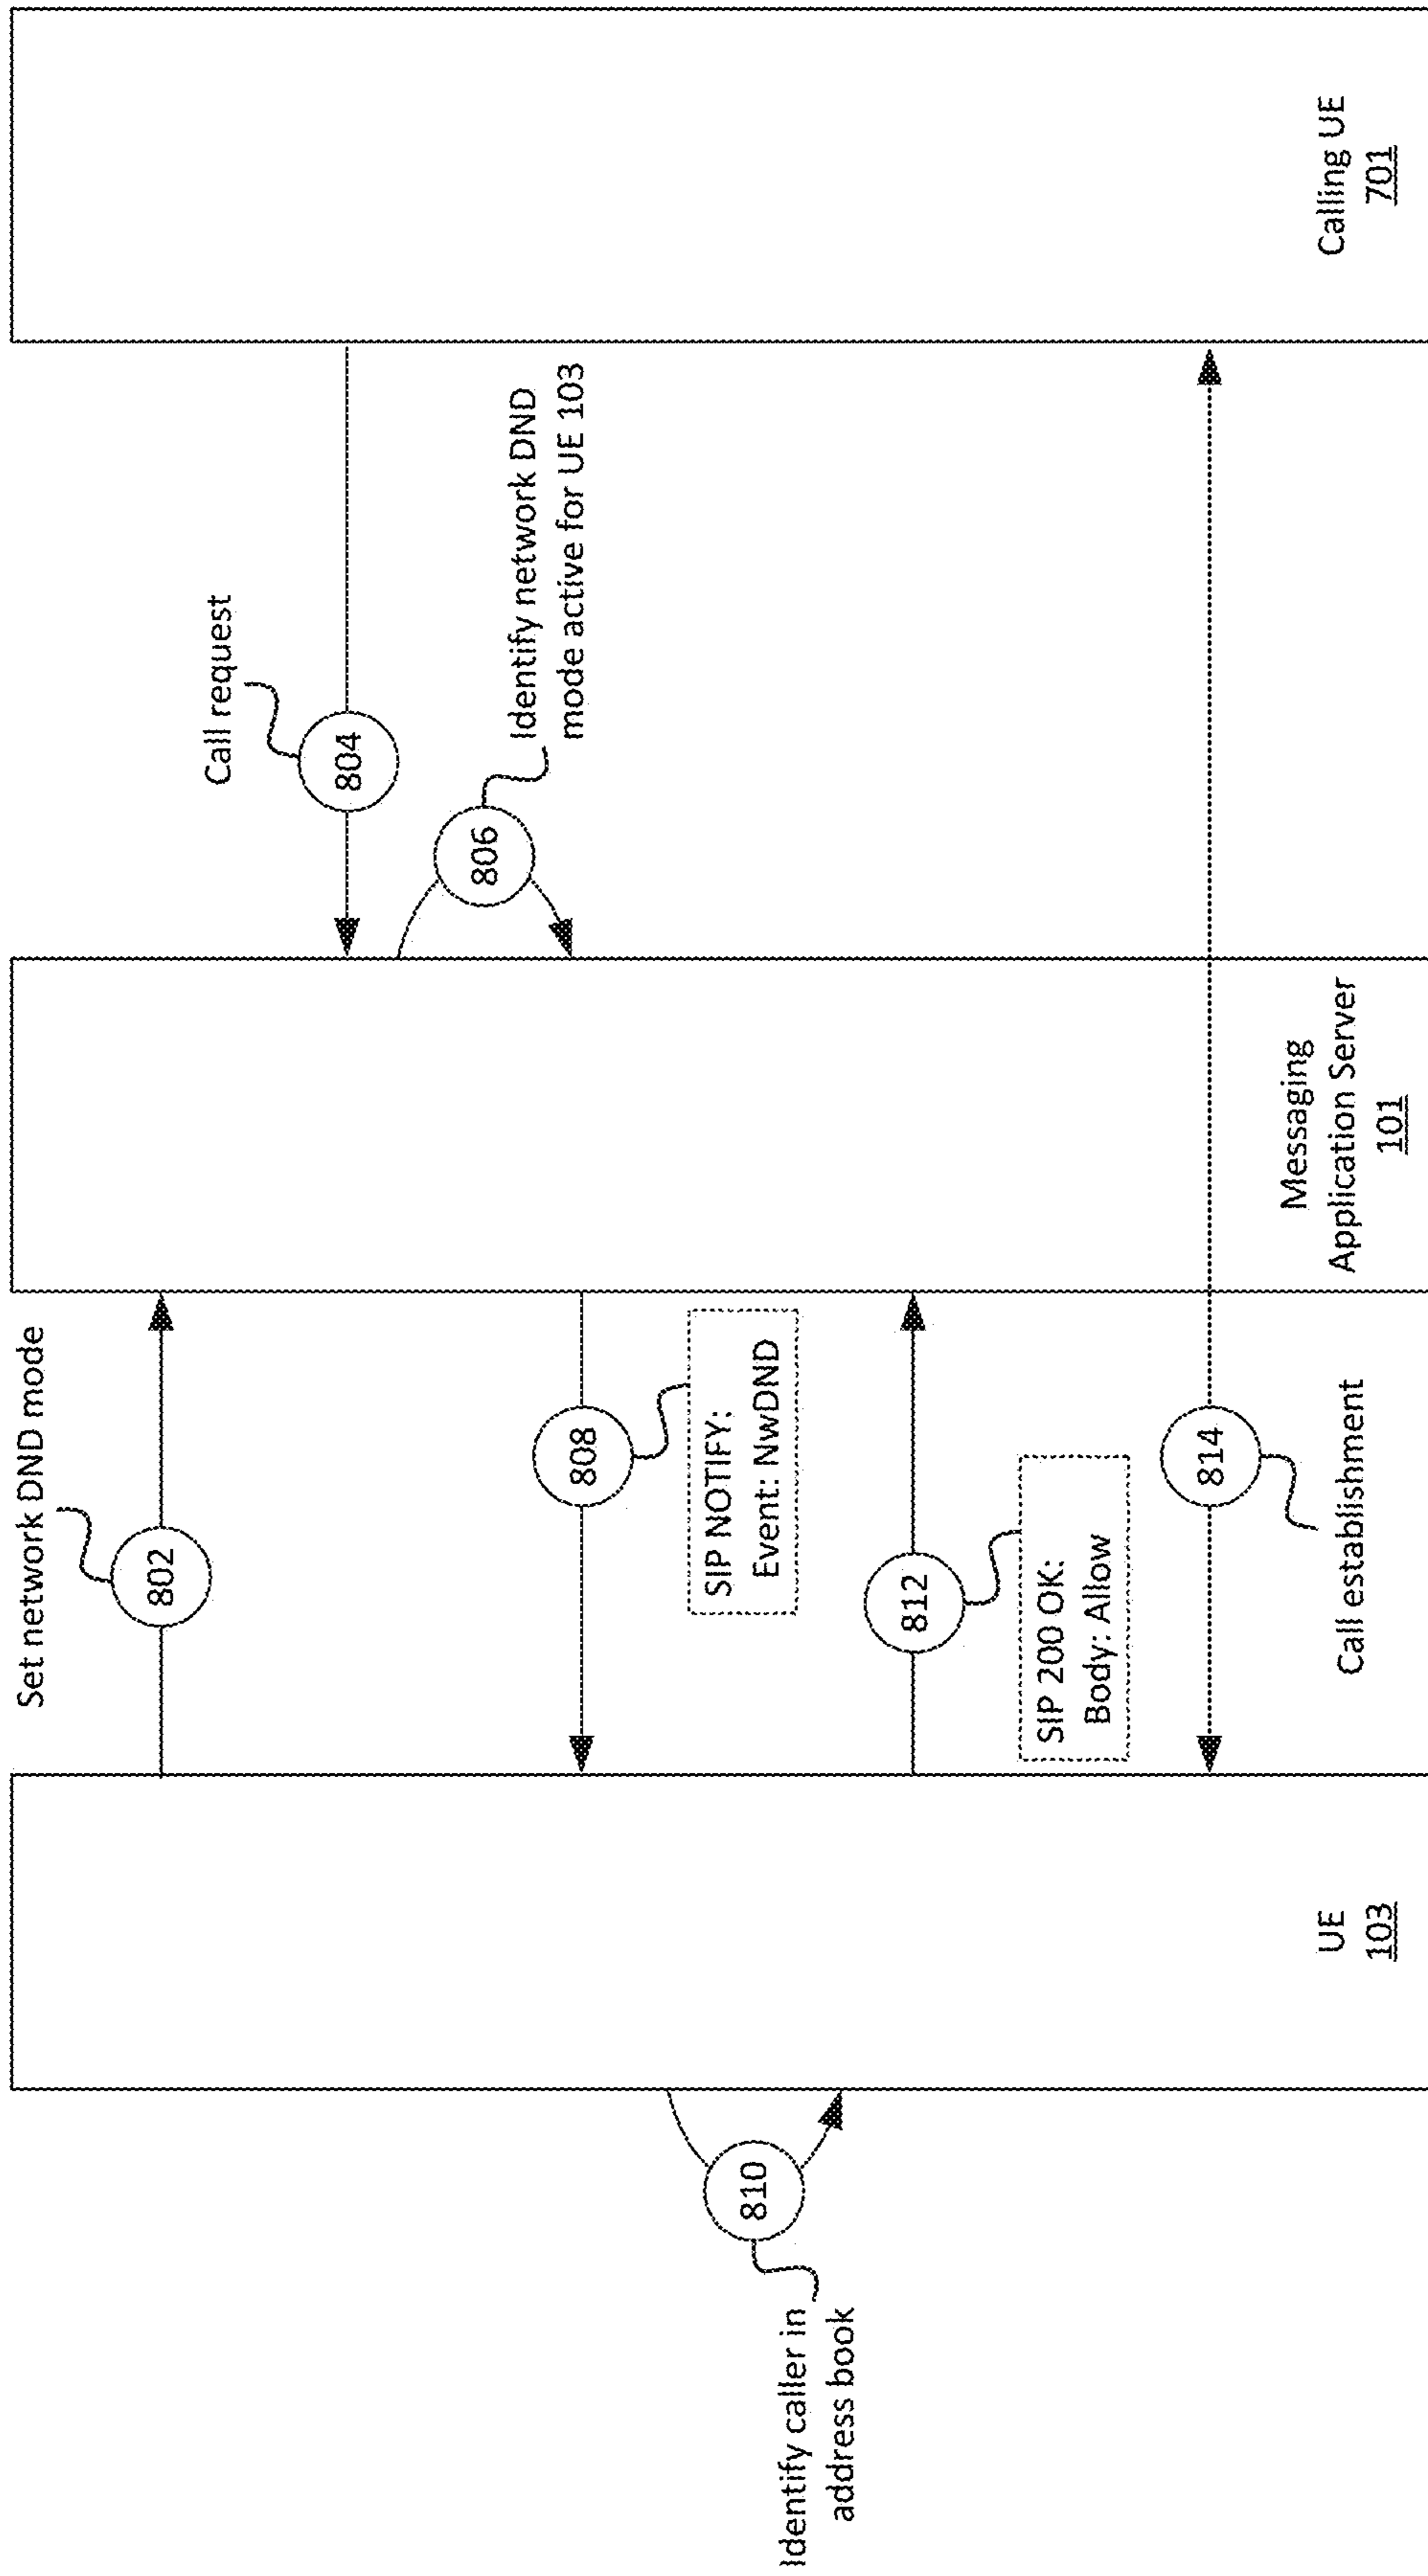 Set network DND mode
802
Call request
804
806
Identify network DND
mode active for UE 103
808
SIP NOTIFY:
Event: NwDND
810
Identify caller in
address book
812
SIP 200 OK:
Body: Allow
814
Call establishment
UE
103
Messaging
Application Server
101
Calling UE
701